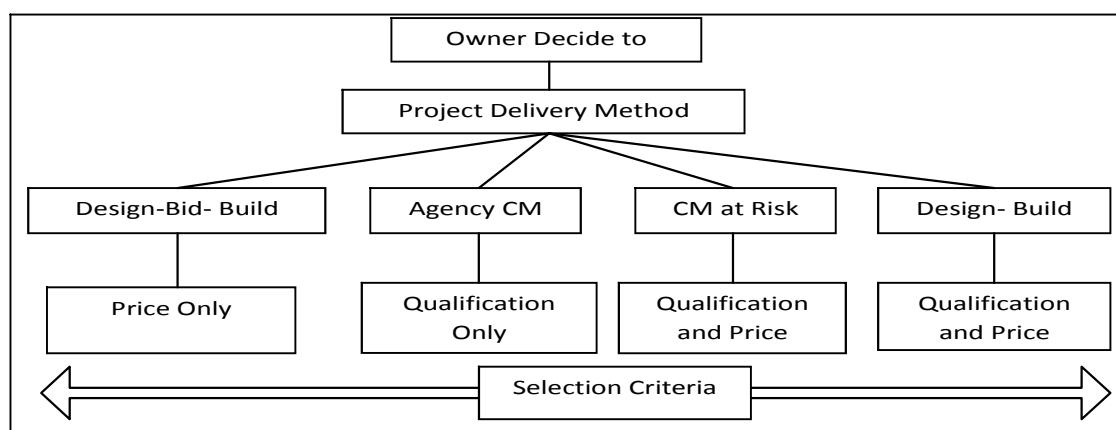 Owner Decide to
Project Delivery Method
Design-Bid- Build
Agency CM
CM at Risk
Design- Build
Price Only
Qualification
Only
Qualification
and Price
Qualification
and Price
Selection Criteria